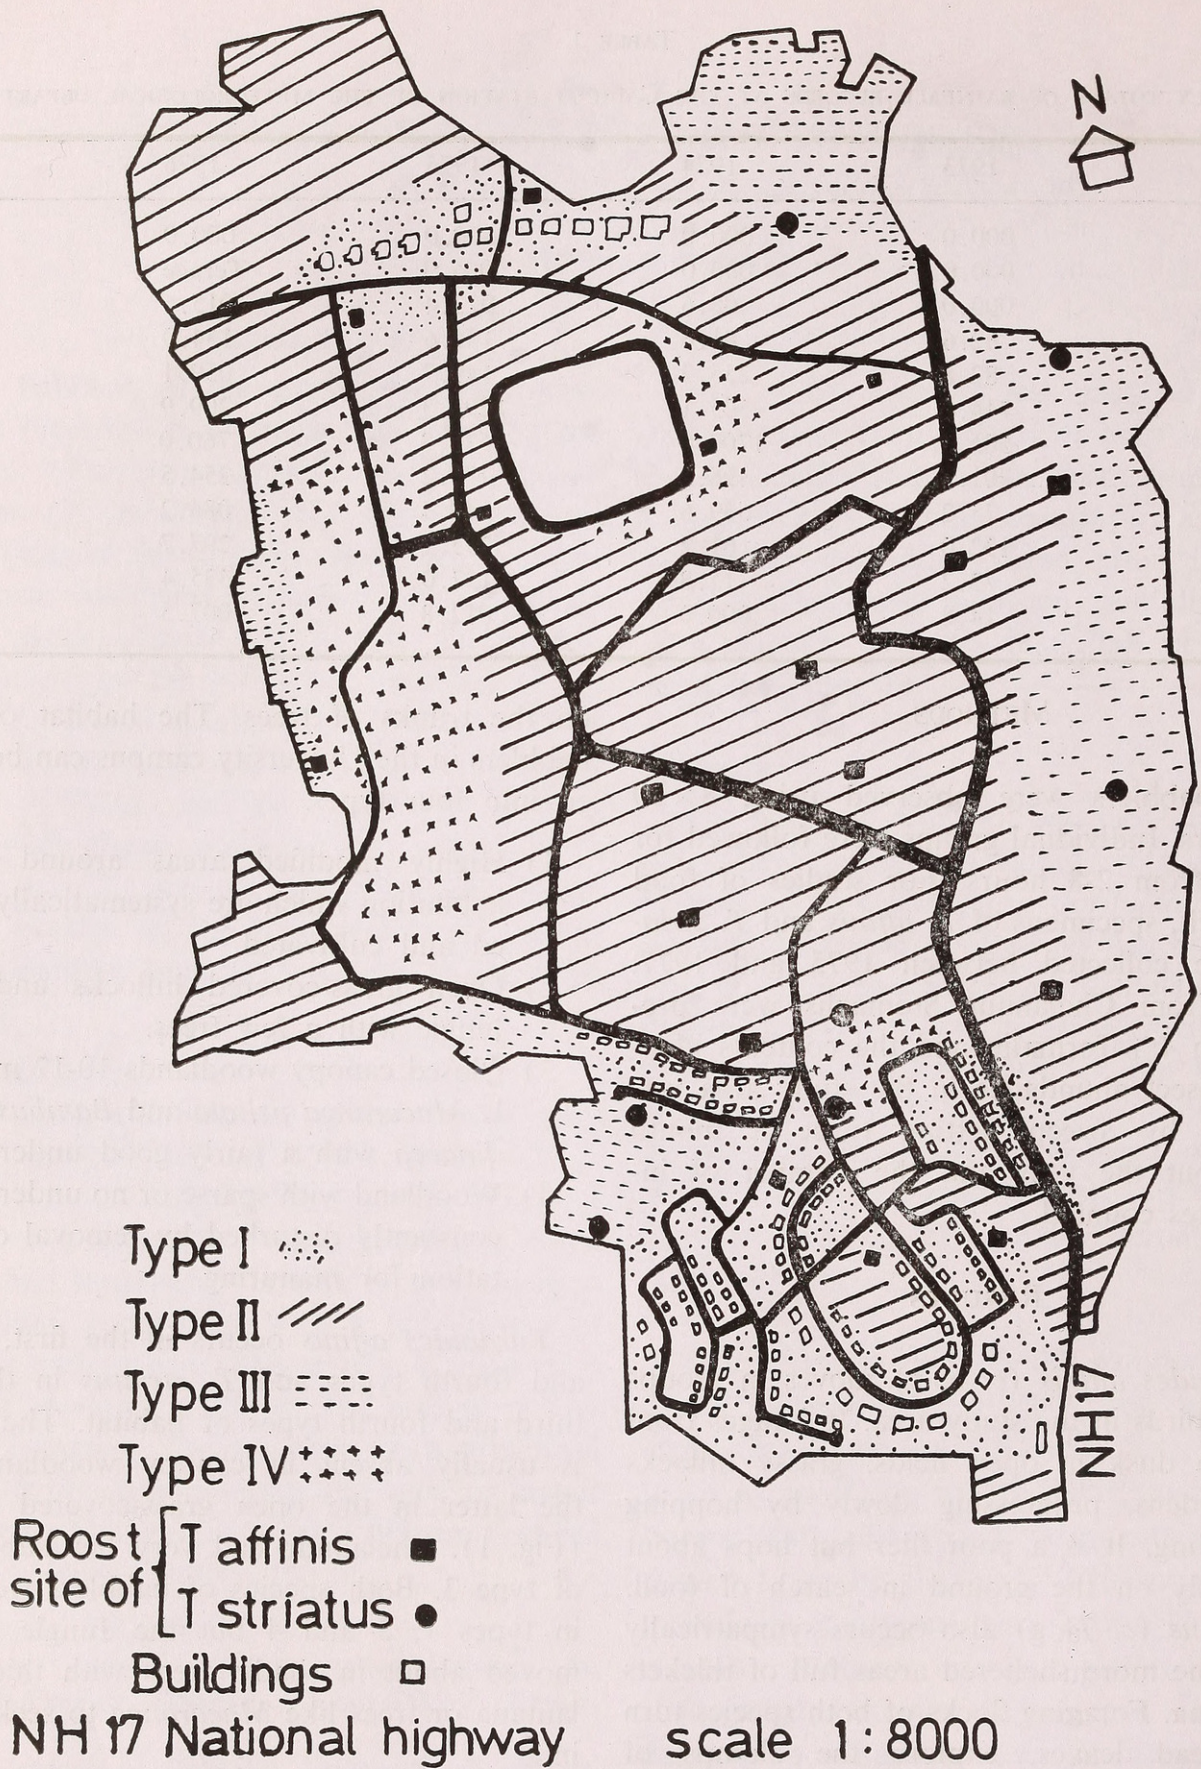 N
NH17
Type I
Type II
Type III
Type IV
Roost site of
T affinis
T striatus
Buildings
NH 17 National highway
scale 1:8000